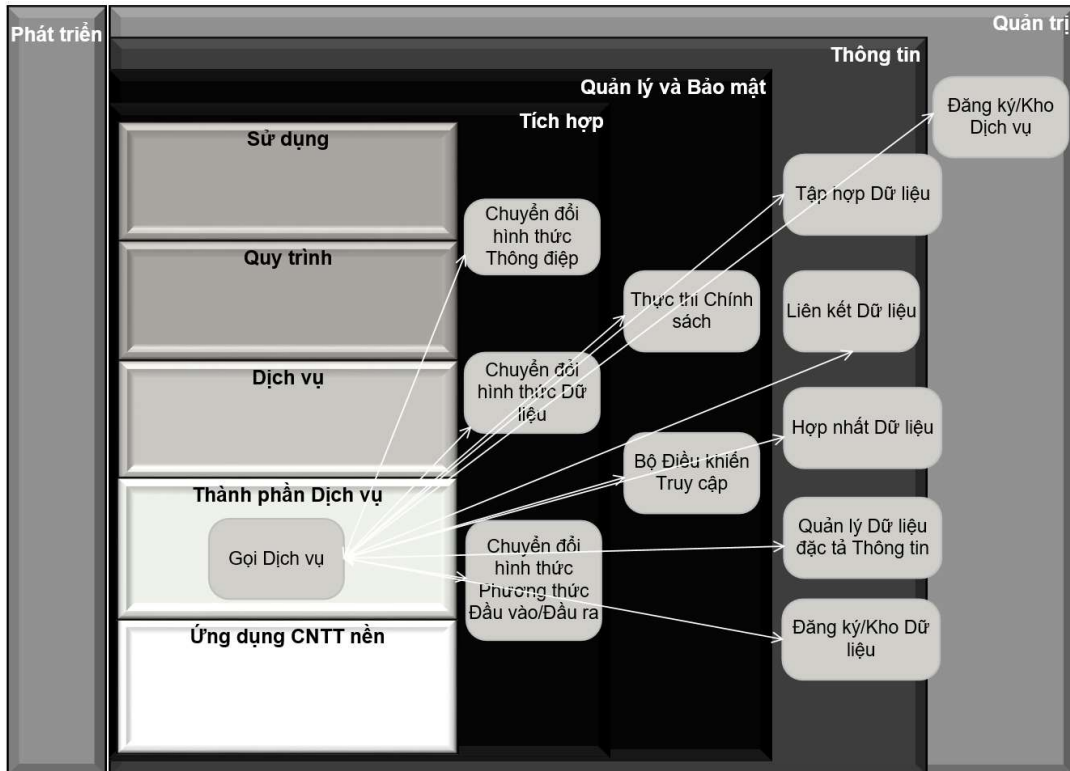 Phát triển
Quản trị
Thông tin
Quản lý và Bảo mật
Tích hợp
Sử dụng
Quy trình
Dịch vụ
Thành phần Dịch vụ
Gọi Dịch vụ
Ứng dụng CNTT nền
Chuyển đổi
hình thức
Thông điệp
Chuyển đổi
hình thức Dữ
liệu
Chuyển đổi
hình thức
Phương thức
Đầu vào/Đầu ra
Thực thi Chính
sách
Bộ Điều khiển
Truy cập
Tập hợp Dữ liệu
Liên kết Dữ liệu
Hợp nhất Dữ liệu
Quản lý Dữ liệu
đặc tả Thông tin
Đăng ký/Kho Dữ
liệu
Đăng ký/Kho
Dịch vụ